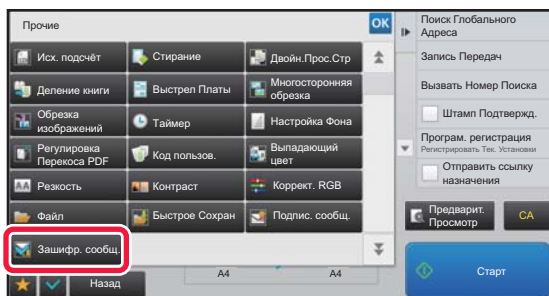 Прочие
OK
Исх. подсчёт
Стирание
Двойн.Прос.Стр
Деление книги
Выстрел Платы
Многосторонняя
обрезка
Обрезка
изображений
Таймер
Настройка Фона
Регулировка
Перекоса PDF
Код пользов.
Выпадающий
цвет
AA
Резкость
Контраст
Коррект. RGB
Файл
Быстрое Сохран
Подпис. сообщ.
Зашифр. сообщ.
Назад
A4
A4
Поиск Глобального
Адреса
Запись Передач
Вызвать Номер Поиска
Штамп Подтвержд.
Програм. регистрация
Регистрировать Тек. Установки
Отправить ссылку
назначения
Предварит.
Просмотр
CA
Старт